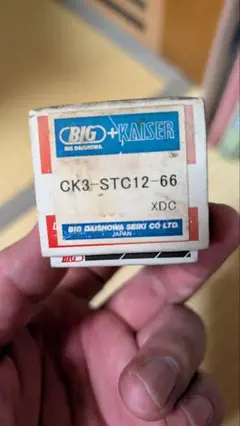 BIG+KAISER
BIG DAISHOWA
CK3-STC12-66
XDC
BIG DAISHOWA SEIKI CO LTD.
JAPAN
BIG